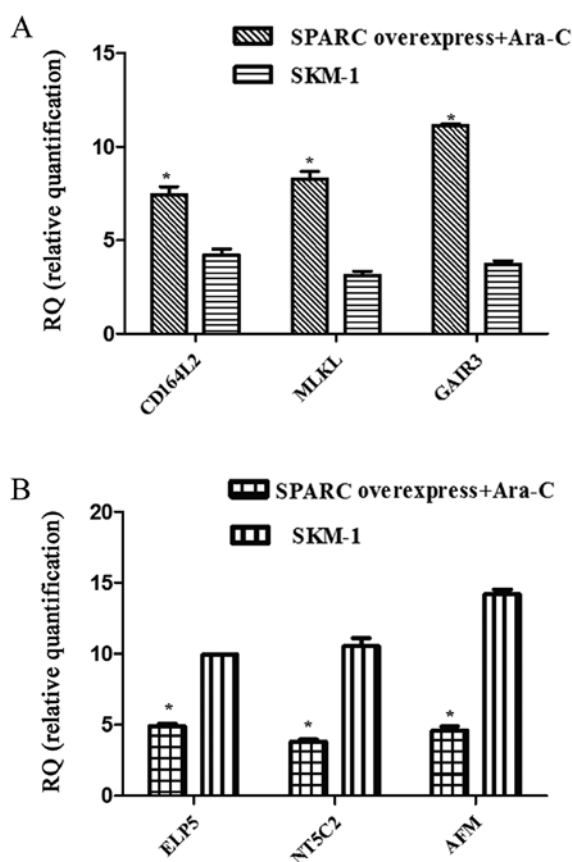 A
SPARC overexpress+Ara-C
SKM-1
RQ (relative quantification)
15
10
5
0
*
*
*
CD164L2
MLKL
GAIR3
B
SPARC overexpress+Ara-C
SKM-1
RQ (relative quantification)
20
15
10
5
0
*
*
*
ELP5
NT5C2
AFM